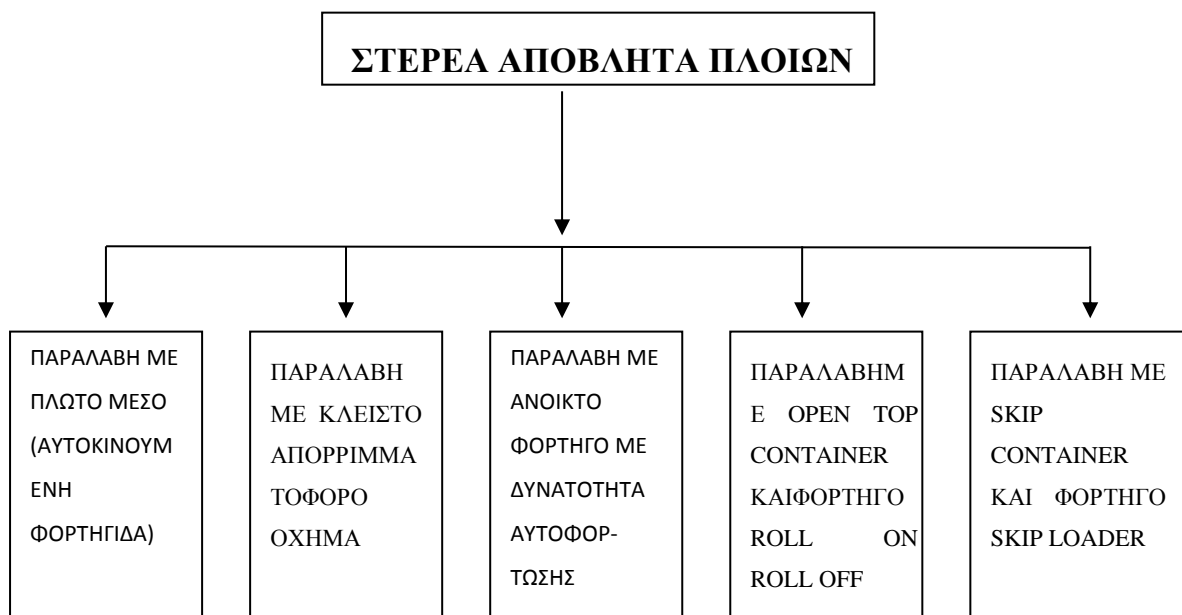 ΣΤΕΡΕΑ ΑΠΟΒΛΗΤΑ ΠΛΟΙΩΝ
ΠΑΡΑΛΑΒΗ ΜΕ
ΠΛΩΤΟ ΜΕΣΟ
(ΑΥΤΟΚΙΝΟΥΜ
ΕΝΗ
ΦΟΡΤΗΓΙΔΑ)
ΠΑΡΑΛΑΒΗ
ΜΕ ΚΛΕΙΣΤΟ
ΑΠΟΡΡΙΜΜΑ
ΤΟΦΟΡΟ
ΟΧΗΜΑ
ΠΑΡΑΛΑΒΗ ΜΕ
ΑΝΟΙΚΤΟ
ΦΟΡΤΗΓΟ ΜΕ
ΔΥΝΑΤΟΤΗΤΑ
ΑΥΤΟΦΟΡ-
ΤΩΣΗΣ
ΠΑΡΑΛΑΒΗΜ
Ε OPEN TOP
CONTAINER
ΚΑΙΦΟΡΤΗΓΟ
ROLL ON
ROLL OFF
ΠΑΡΑΛΑΒΗ ΜΕ
SKIP
CONTAINER
ΚΑΙ ΦΟΡΤΗΓΟ
SKIP LOADER